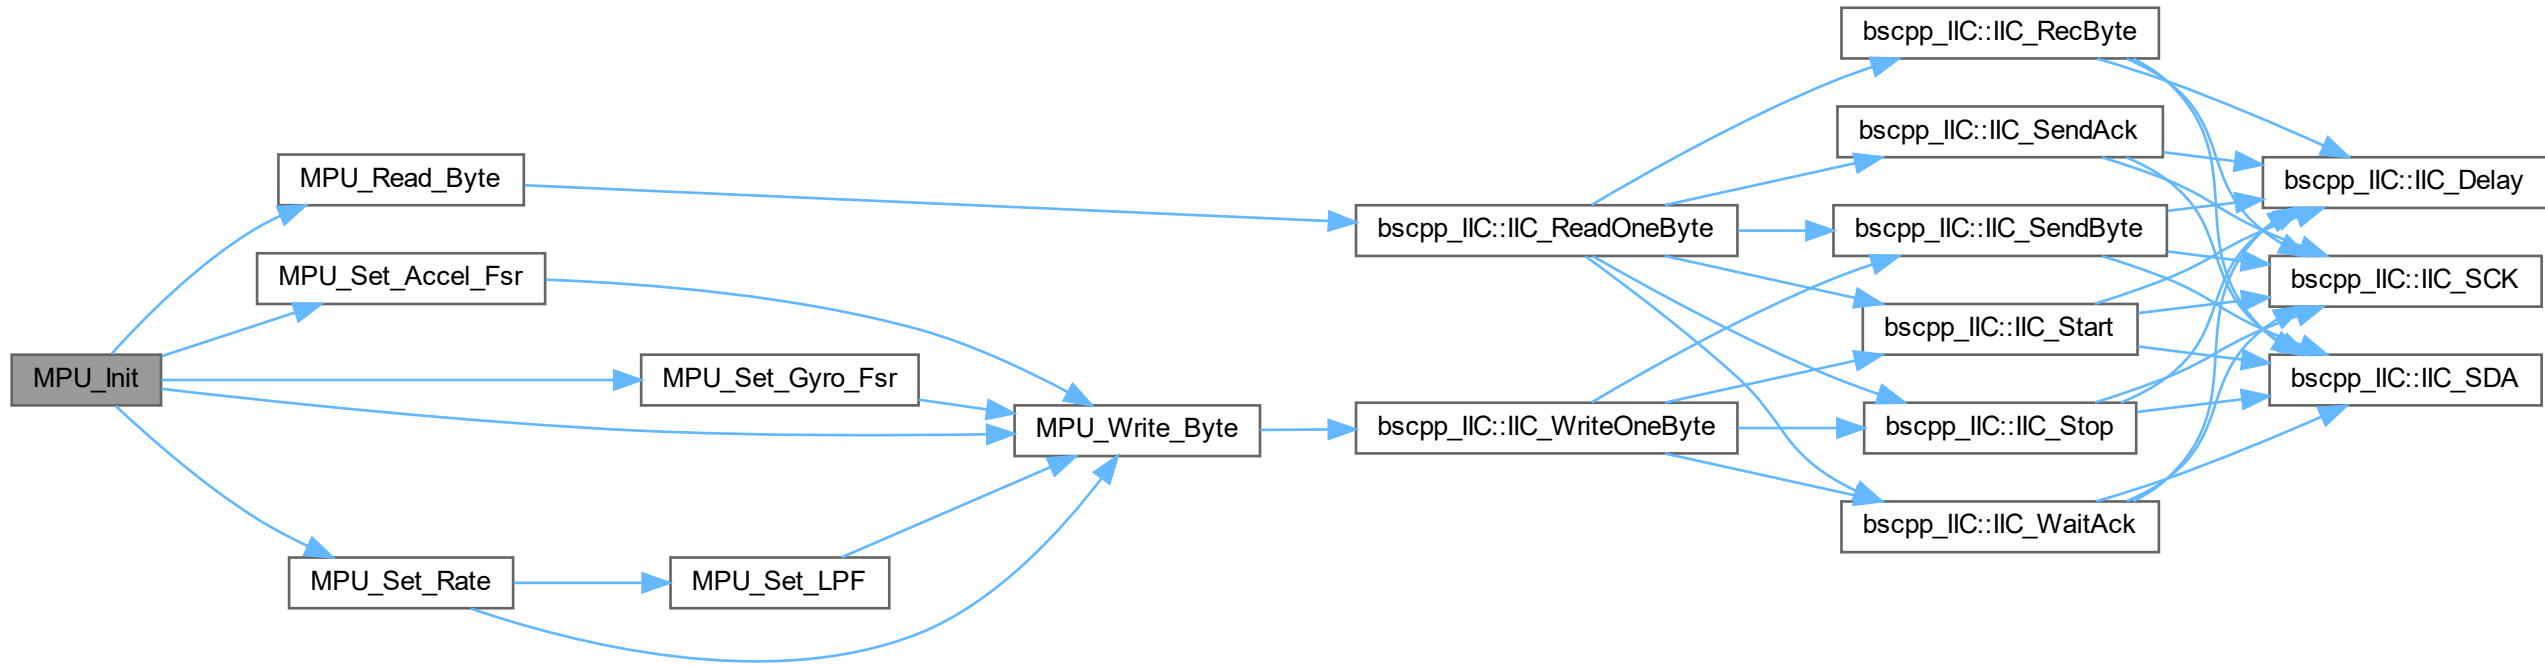 MPU_Init
MPU_Read_Byte
MPU_Set_Accel_Fsr
MPU_Set_Gyro_Fsr
MPU_Write_Byte
MPU_Set_Rate
MPU_Set_LPF
bscpp_IIC::IIC_ReadOneByte
bscpp_IIC::IIC_WriteOneByte
bscpp_IIC::IIC_RecByte
bscpp_IIC::IIC_SendAck
bscpp_IIC::IIC_SendByte
bscpp_IIC::IIC_Start
bscpp_IIC::IIC_Stop
bscpp_IIC::IIC_WaitAck
bscpp_IIC::IIC_Delay
bscpp_IIC::IIC_SCK
bscpp_IIC::IIC_SDA